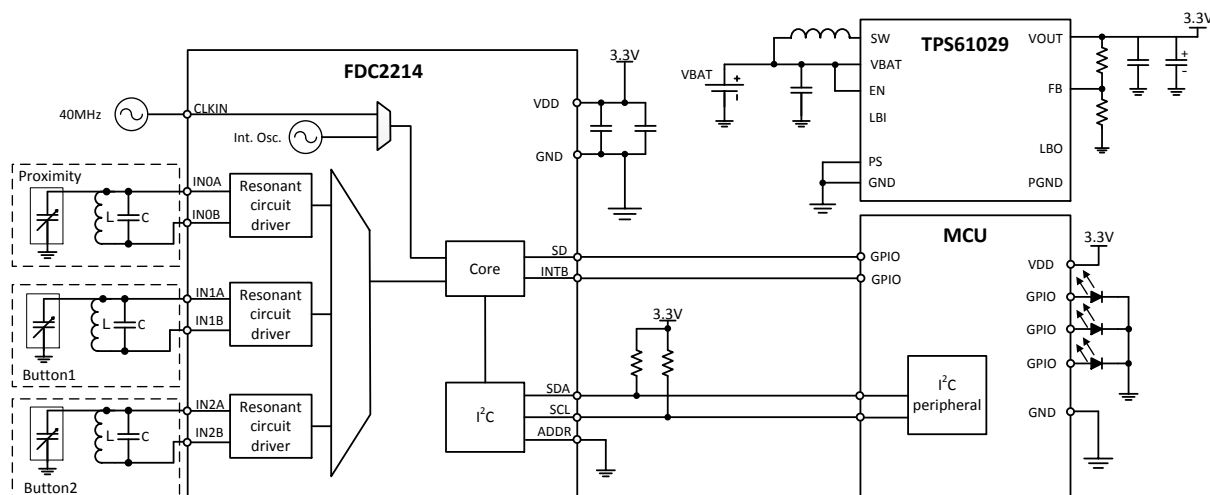 FDC2214
40MHz
CLKIN
Int. Osc.
3.3V
VDD
GND
Proximity
L
C
IN0A
IN0B
Resonant
circuit
driver
L
C
Button1
IN1A
IN1B
Resonant
circuit
driver
L
C
Button2
IN2A
IN2B
Resonant
circuit
driver
Core
SD
INTB
I²C
SDA
SCL
ADDR
3.3V
TPS61029
VBAT
+
SW
VBAT
EN
LBI
PS
GND
VOUT
FB
LBO
PGND
3.3V
+
-
MCU
GPIO
GPIO
I²C
peripheral
VDD
3.3V
GPIO
GPIO
GPIO
GND